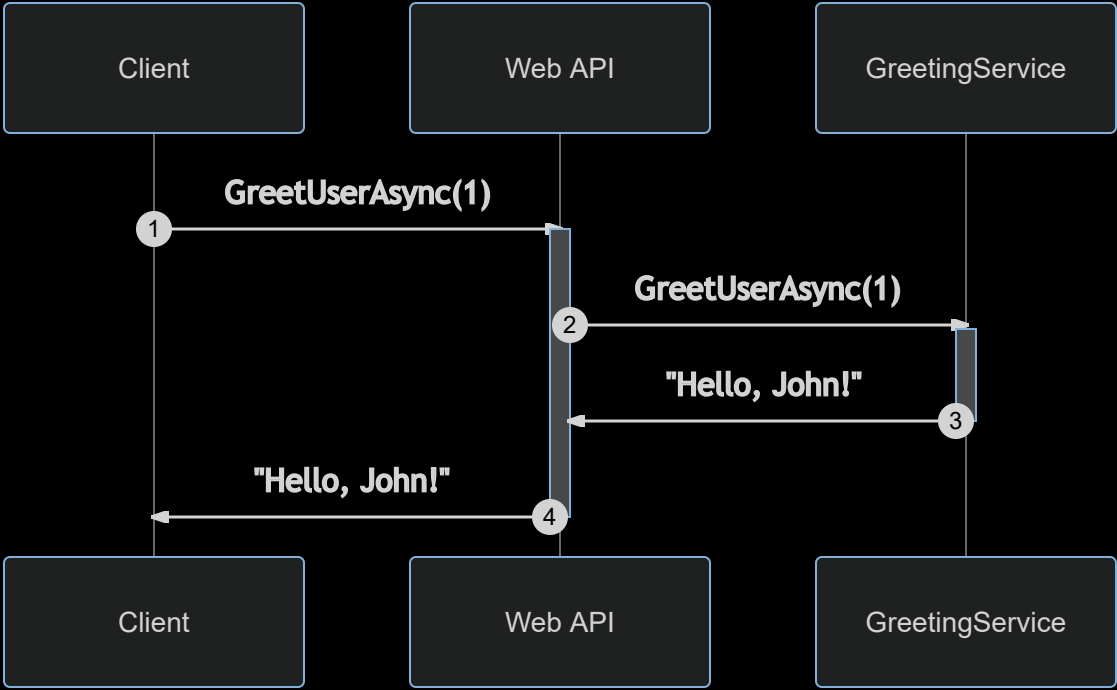 Client
Web API
GreetingService
GreetUserAsync(1)
1
GreetUserAsync(1)
2
"Hello, John!"
3
"Hello, John!"
4
Client
Web API
GreetingService